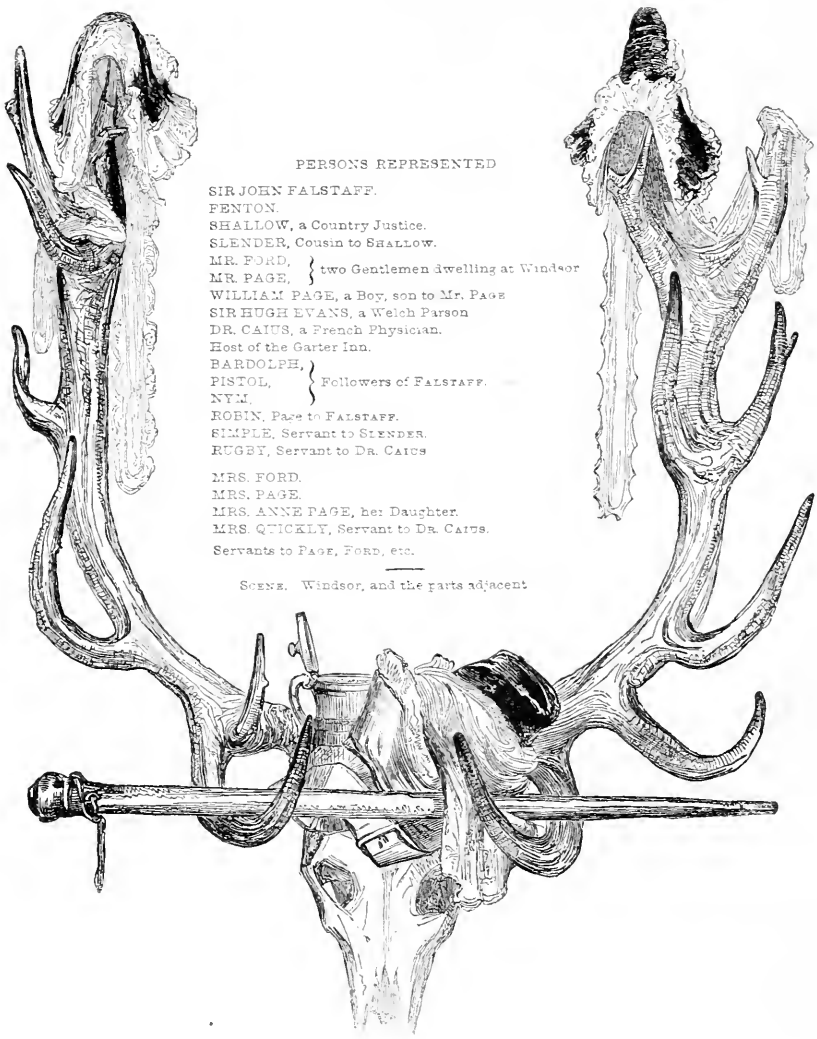 PERSONS REPRESENTED
SIR JOHN FALSTAFF.
FENTON.
SHALLOW, a Country Justice.
SLENDER, Cousin to SHALLOW.
MR. FORD,
MR. PAGE,
two Gentlemen dwelling at Windsor
WILLIAM PAGE, a Boy, son to Mr. PAGE
SIR HUGH EVANS, a Welch Parson
DR. CAIUS, a French Physician.
Host of the Garter Inn.
BARDOLPH,
PISTOL,
NYM,
Followers of FALSTAFF.
ROBIN, Page to FALSTAFF.
SIMPLE, Servant to SLENDER.
RUGBY, Servant to DR. CAIUS
MRS. FORD.
MRS. PAGE.
MRS. ANNE PAGE, her Daughter.
MRS. QUICKLY, Servant to DR. CAIUS.
Servants to PAGE, FORD, etc.
SCENE. Windsor, and the parts adjacent